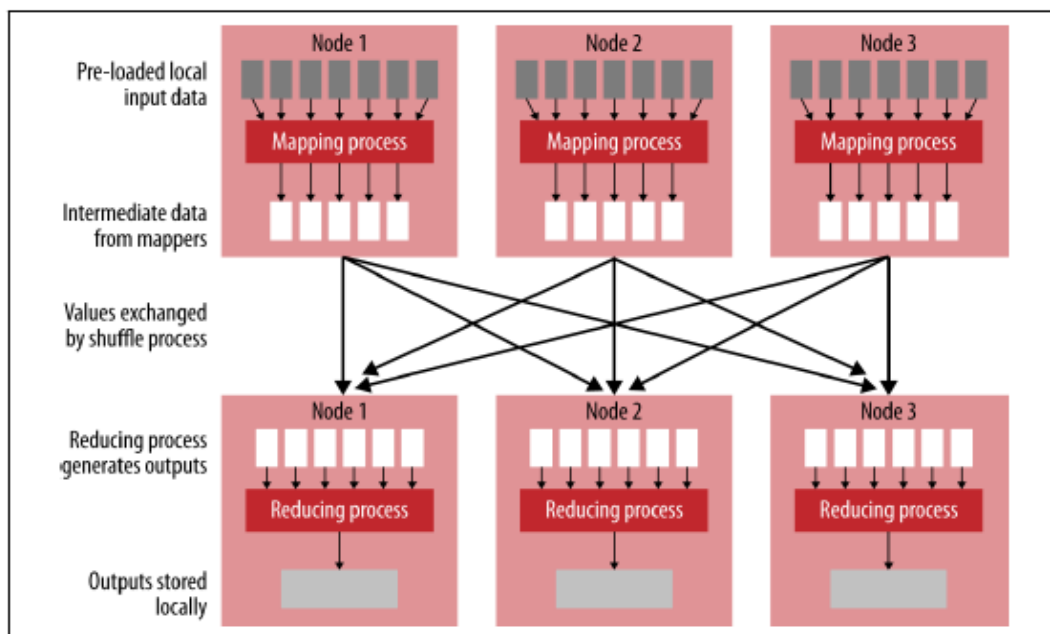 Node 1
Node 2
Node 3
Pre-loaded local
input data
Mapping process
Mapping process
Mapping process
Intermediate data
from mappers
Values exchanged
by shuffle process
Node 1
Node 2
Node 3
Reducing process
generates outputs
Reducing process
Reducing process
Reducing process
Outputs stored
locally